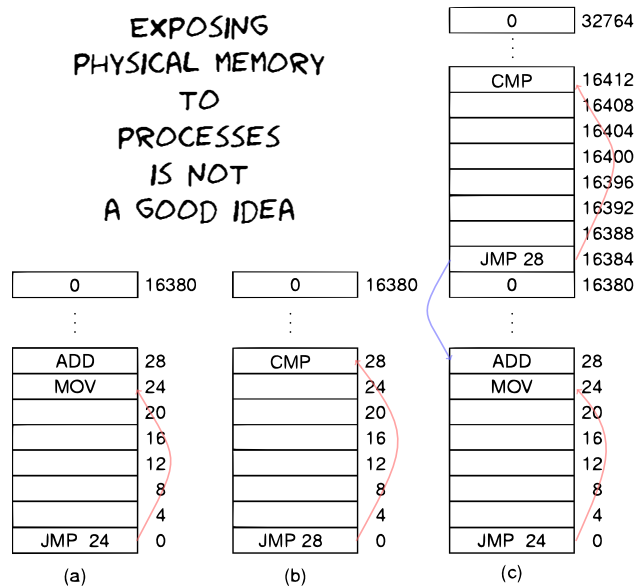 EXPOSING
PHYSICAL MEMORY
TO
PROCESSES
IS NOT
A GOOD IDEA
0 16380
⋮
ADD 28
MOV 24
20
16
12
8
4
JMP 24 0
(a)
0 16380
⋮
CMP 28
24
20
16
12
8
4
JMP 28 0
(b)
0 32764
⋮
CMP 16412
16408
16404
16400
16396
16392
16388
JMP 28 16384
0 16380
⋮
ADD 28
MOV 24
20
16
12
8
4
JMP 24 0
(c)